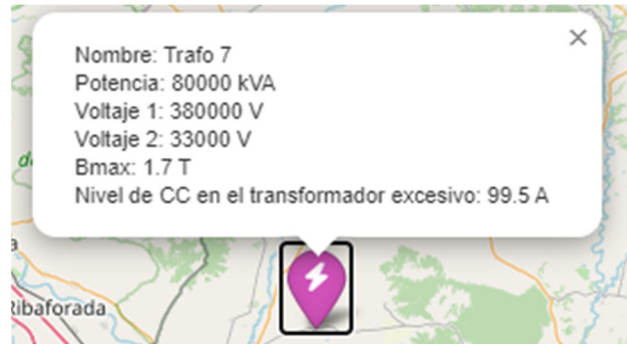 Nombre: Trafo 7
Potencia: 80000 kVA
Voltaje 1: 380000 V
Voltaje 2: 33000 V
Bmax: 1.7 T
Nivel de CC en el transformador excesivo: 99.5 A
Ribaforada